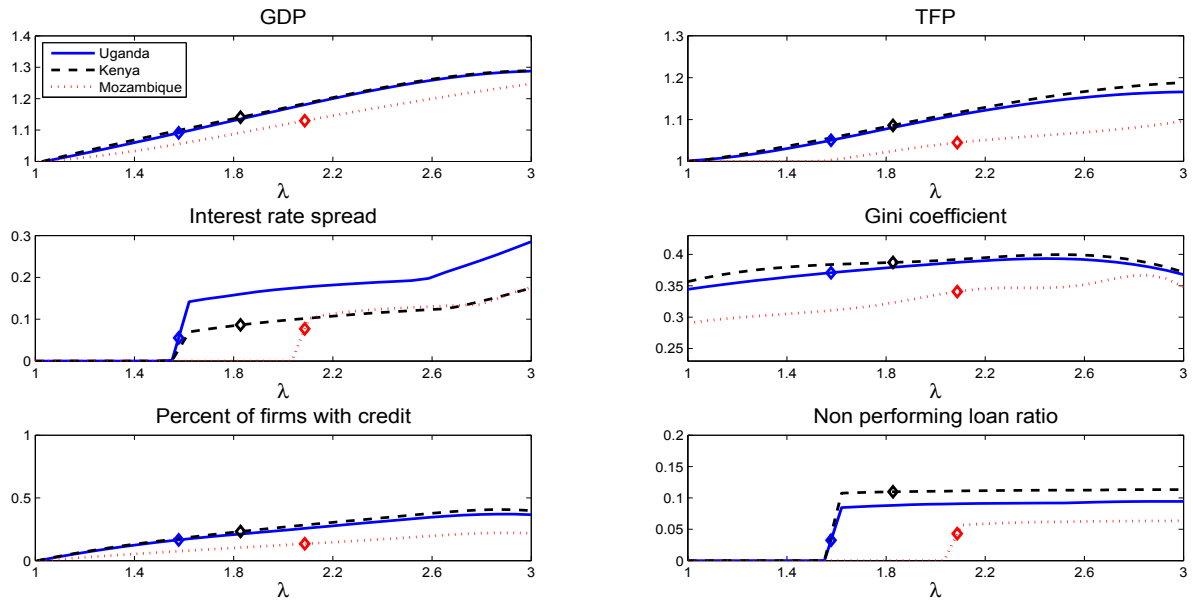 GDP
1.4
1.3
1.2
1.1
1
1 1.4 1.8 2.2 2.6 3
λ
Uganda
Kenya
Mozambique
TFP
1.3
1.2
1.1
1
1 1.4 1.8 2.2 2.6 3
λ
Interest rate spread
0.3
0.2
0.1
0
1 1.4 1.8 2.2 2.6 3
λ
Gini coefficient
0.4
0.35
0.3
0.25
1 1.4 1.8 2.2 2.6 3
λ
Percent of firms with credit
1
0.5
0
1 1.4 1.8 2.2 2.6 3
λ
Non performing loan ratio
0.2
0.15
0.1
0.05
0
1 1.4 1.8 2.2 2.6 3
λ